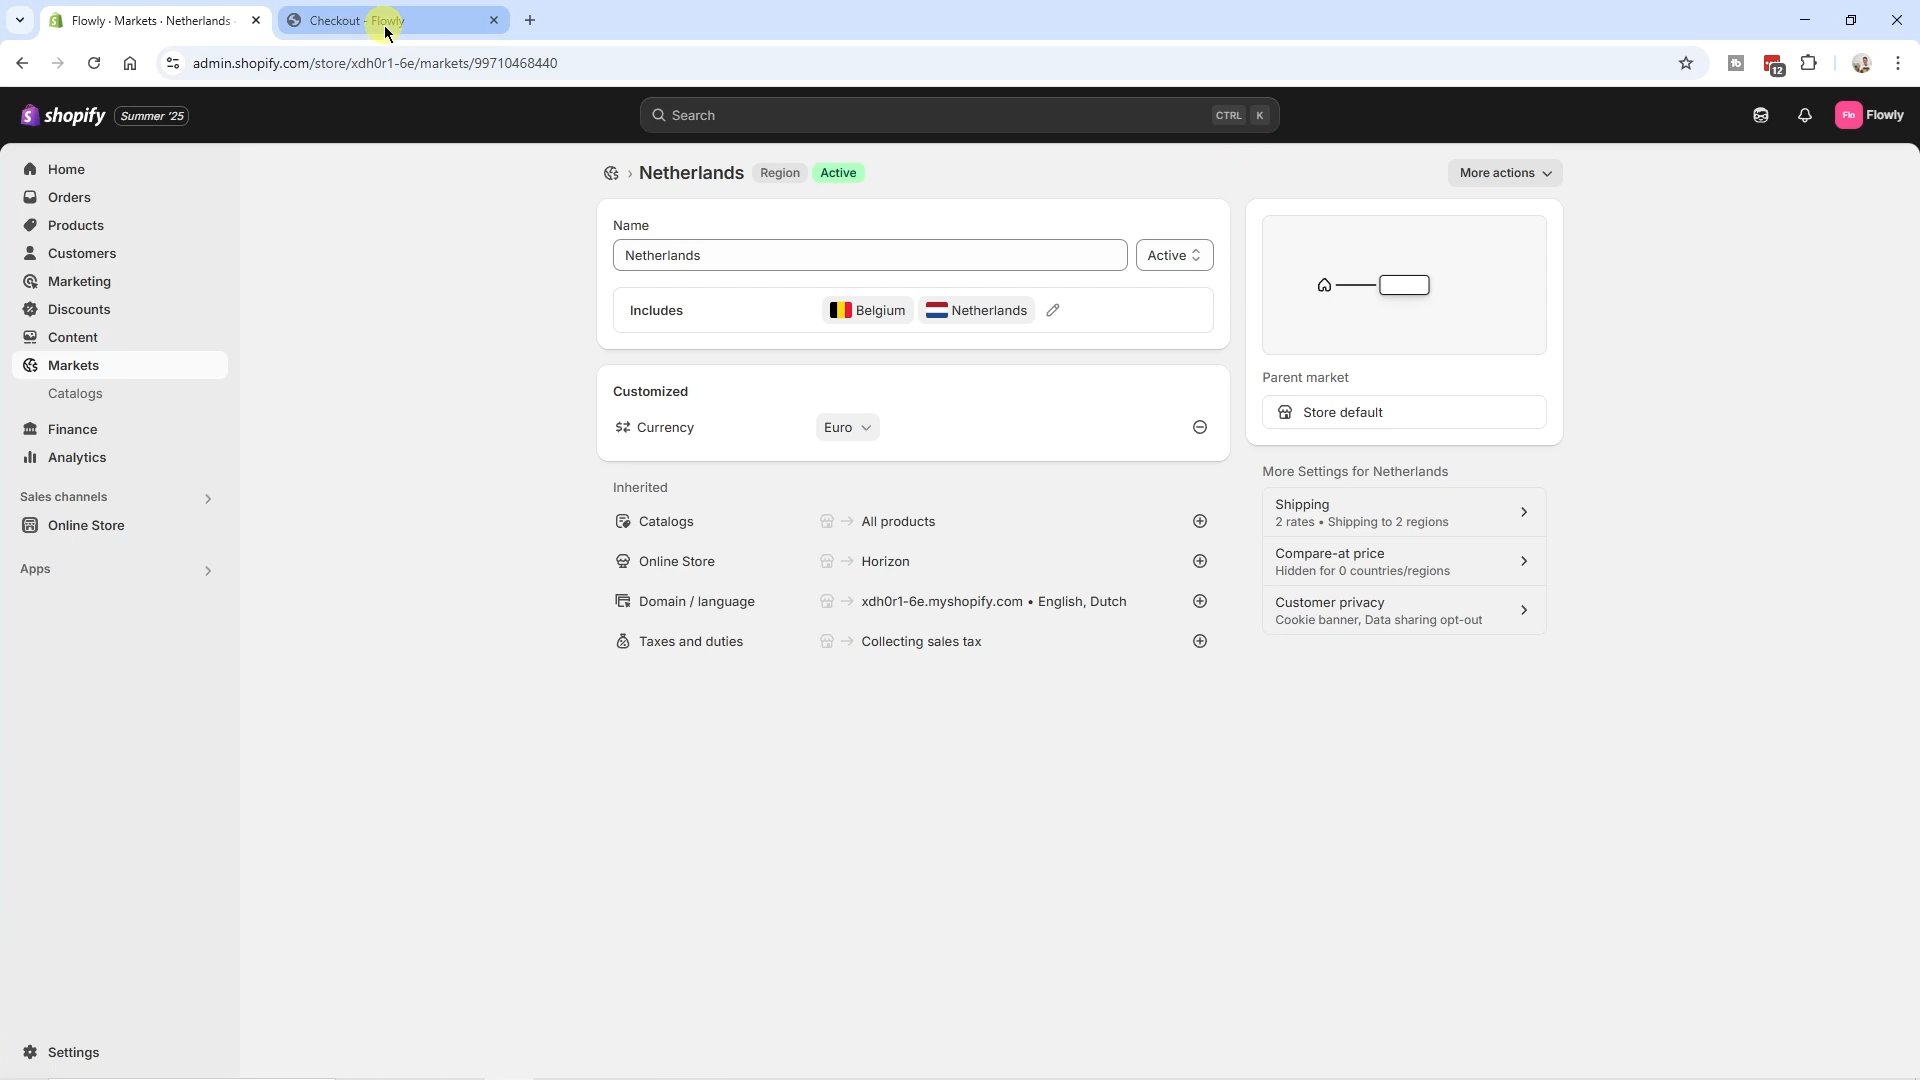 Flowly · Markets · Netherlands
Checkout - Flowly
admin.shopify.com/store/xdh0r1-6e/markets/99710468440
12
shopify
Summer '25
Search
CTRL K
Flo
Flowly
Home
Orders
Products
Customers
Marketing
Discounts
Content
Markets
Catalogs
Finance
Analytics
Sales channels
Online Store
Apps
Settings
Netherlands Region Active
More actions
Name
Netherlands
Active
Includes Belgium Netherlands
Customized
Currency Euro
Inherited
Catalogs All products
Online Store Horizon
Domain / language xdh0r1-6e.myshopify.com • English, Dutch
Taxes and duties Collecting sales tax
Parent market
Store default
More Settings for Netherlands
Shipping
2 rates • Shipping to 2 regions
Compare-at price
Hidden for 0 countries/regions
Customer privacy
Cookie banner, Data sharing opt-out